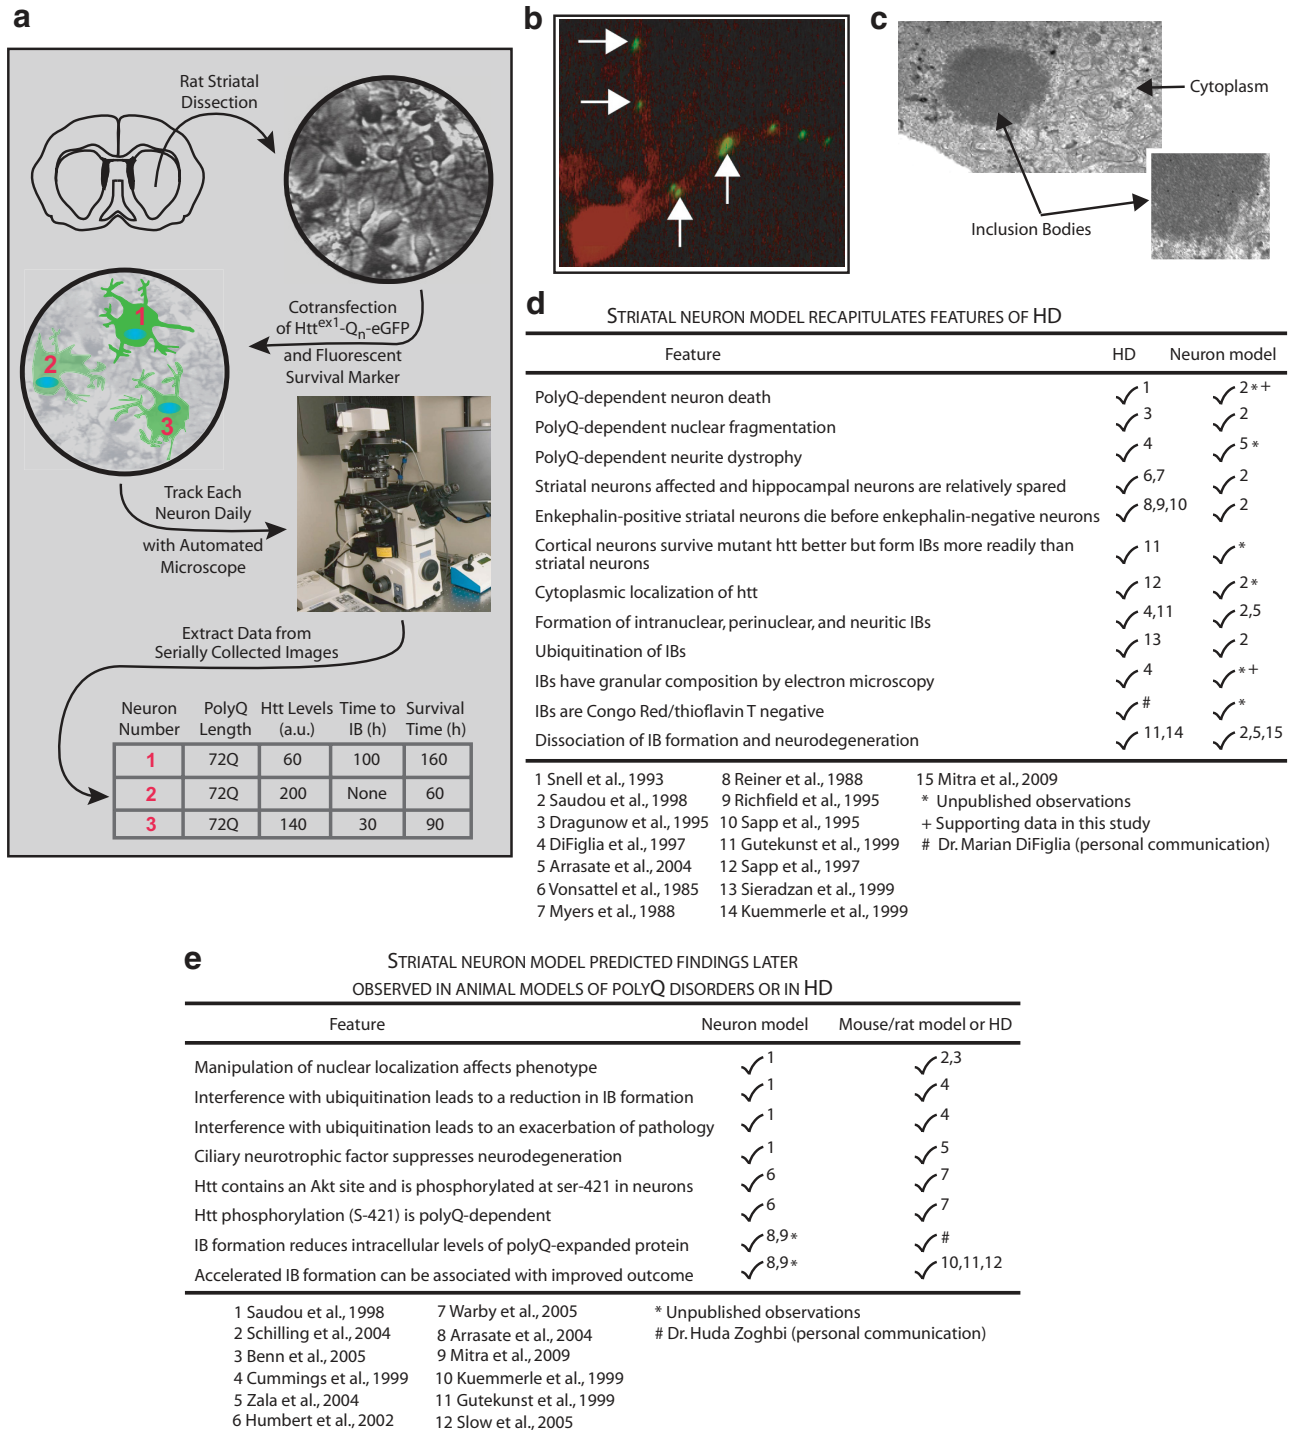 a
Rat Striatal
Dissection
Cotransfection
of Htt^ex1-Qn-eGFP
and Fluorescent
Survival Marker
1
2
3
Track Each
Neuron Daily
with Automated
Microscope
Extract Data from
Serially Collected Images
Neuron Number PolyQ Length Htt Levels (a.u.) Time to IB (h) Survival Time (h)
1 72Q 60 100 160
2 72Q 200 None 60
3 72Q 140 30 90
b
c
Cytoplasm
Inclusion Bodies
d
STRIATAL NEURON MODEL RECAPITULATES FEATURES OF HD
Feature HD Neuron model
PolyQ-dependent neuron death ✓1 ✓2*+
PolyQ-dependent nuclear fragmentation ✓3 ✓2
PolyQ-dependent neurite dystrophy ✓4 ✓5*
Striatal neurons affected and hippocampal neurons are relatively spared ✓6,7 ✓2
Enkephalin-positive striatal neurons die before enkephalin-negative neurons ✓8,9,10 ✓2
Cortical neurons survive mutant htt better but form IBs more readily than
striatal neurons ✓11 ✓*
Cytoplasmic localization of htt ✓12 ✓2*
Formation of intranuclear, perinuclear, and neuritic IBs ✓4,11 ✓2,5
Ubiquitination of IBs ✓13 ✓2
IBs have granular composition by electron microscopy ✓4 ✓*+
IBs are Congo Red/thioflavin T negative ✓# ✓*
Dissociation of IB formation and neurodegeneration ✓11,14 ✓2,5,15
1 Snell et al., 1993
2 Saudou et al., 1998
3 Dragunow et al., 1995
4 DiFiglia et al., 1997
5 Arrasate et al., 2004
6 Vonsattel et al., 1985
7 Myers et al., 1988
8 Reiner et al., 1988
9 Richfield et al., 1995
10 Sapp et al., 1995
11 Gutekunst et al., 1999
12 Sapp et al., 1997
13 Sieradzan et al., 1999
14 Kuemmerle et al., 1999
15 Mitra et al., 2009
* Unpublished observations
+ Supporting data in this study
# Dr. Marian DiFiglia (personal communication)
e
STRIATAL NEURON MODEL PREDICTED FINDINGS LATER
OBSERVED IN ANIMAL MODELS OF POLYQ DISORDERS OR IN HD
Feature Neuron model Mouse/rat model or HD
Manipulation of nuclear localization affects phenotype ✓1 ✓2,3
Interference with ubiquitination leads to a reduction in IB formation ✓1 ✓4
Interference with ubiquitination leads to an exacerbation of pathology ✓1 ✓4
Ciliary neurotrophic factor suppresses neurodegeneration ✓1 ✓5
Htt contains an Akt site and is phosphorylated at ser-421 in neurons ✓6 ✓7
Htt phosphorylation (S-421) is polyQ-dependent ✓6 ✓7
IB formation reduces intracellular levels of polyQ-expanded protein ✓8,9* ✓#
Accelerated IB formation can be associated with improved outcome ✓8,9* ✓10,11,12
1 Saudou et al., 1998
2 Schilling et al., 2004
3 Benn et al., 2005
4 Cummings et al., 1999
5 Zala et al., 2004
6 Humbert et al., 2002
7 Warby et al., 2005
8 Arrasate et al., 2004
9 Mitra et al., 2009
10 Kuemmerle et al., 1999
11 Gutekunst et al., 1999
12 Slow et al., 2005
* Unpublished observations
# Dr. Huda Zoghbi (personal communication)